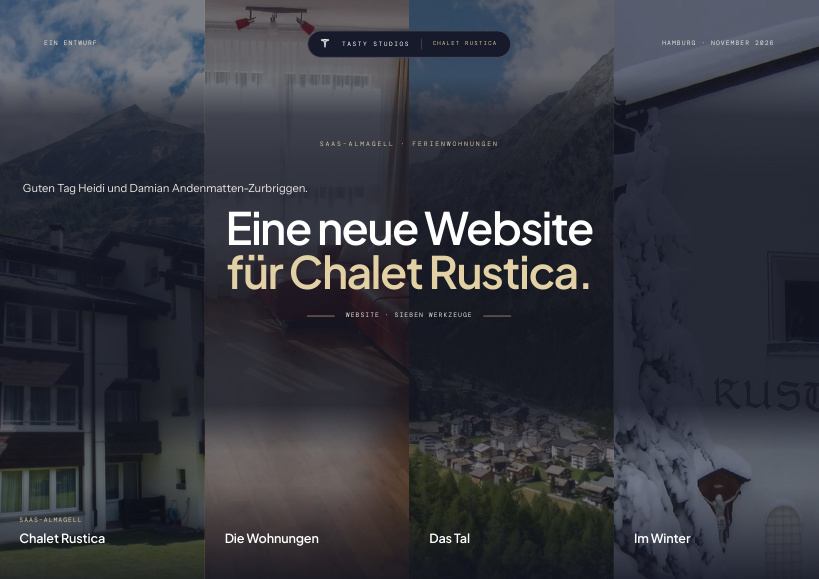 EIN ENTWURF
TASTY STUDIOS
CHALET RUSTICA
HAMBURG · NOVEMBER 2026
SAAS-ALMAGELL · FERIENWOHNUNGEN
Guten Tag Heidi und Damian Andenmatten-Zurbriggen.
Eine neue Website
für Chalet Rustica.
WEBSITE · SIEBEN WERKZEUGE
RUST
SAAS-ALMAGELL
Chalet Rustica
Die Wohnungen
Das Tal
Im Winter